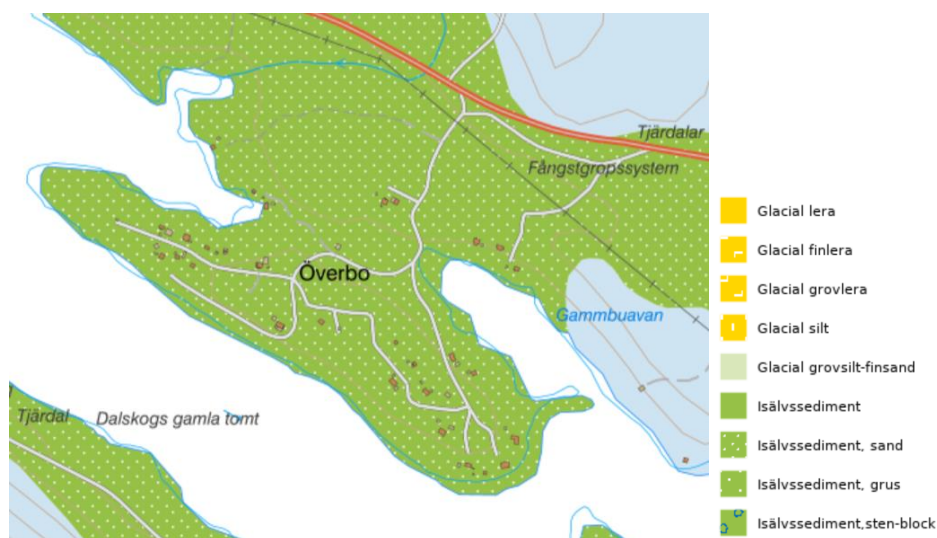 Tjärdalar
Fångstgropssystem
Överbo
Gammbuavan
Tjärdal
Dalskogs gamla tomt
Glacial lera
Glacial finlera
Glacial grovlera
Glacial silt
Glacial grovsilt-finsand
Isälvssediment
Isälvssediment, sand
Isälvssediment, grus
Isälvssediment,sten-block